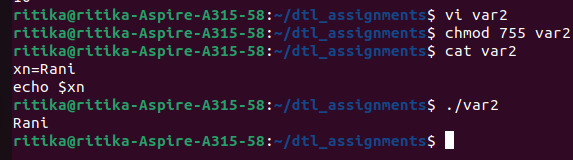 ritika@ritika-Aspire-A315-58:~/dtl_assignments$ vi var2
ritika@ritika-Aspire-A315-58:~/dtl_assignments$ chmod 755 var2
ritika@ritika-Aspire-A315-58:~/dtl_assignments$ cat var2
xn=Rani
echo $xn
ritika@ritika-Aspire-A315-58:~/dtl_assignments$ ./var2
Rani
ritika@ritika-Aspire-A315-58:~/dtl_assignments$